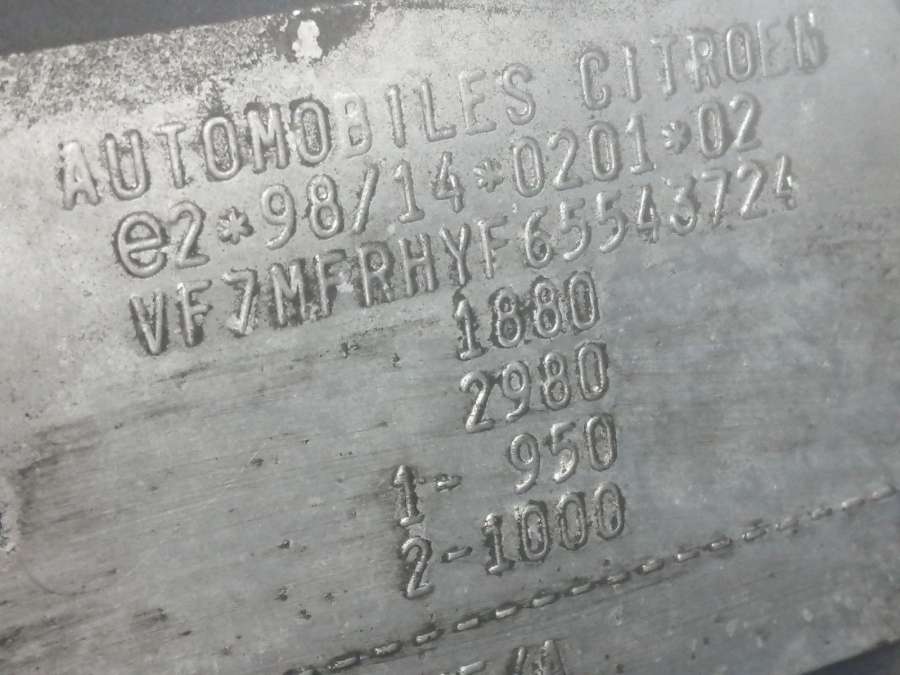 AUTOMOBILES CITROEN
e2*98/14*0201*02
VF7MFRHYF65543724
1880
2980
1- 950
2-1000